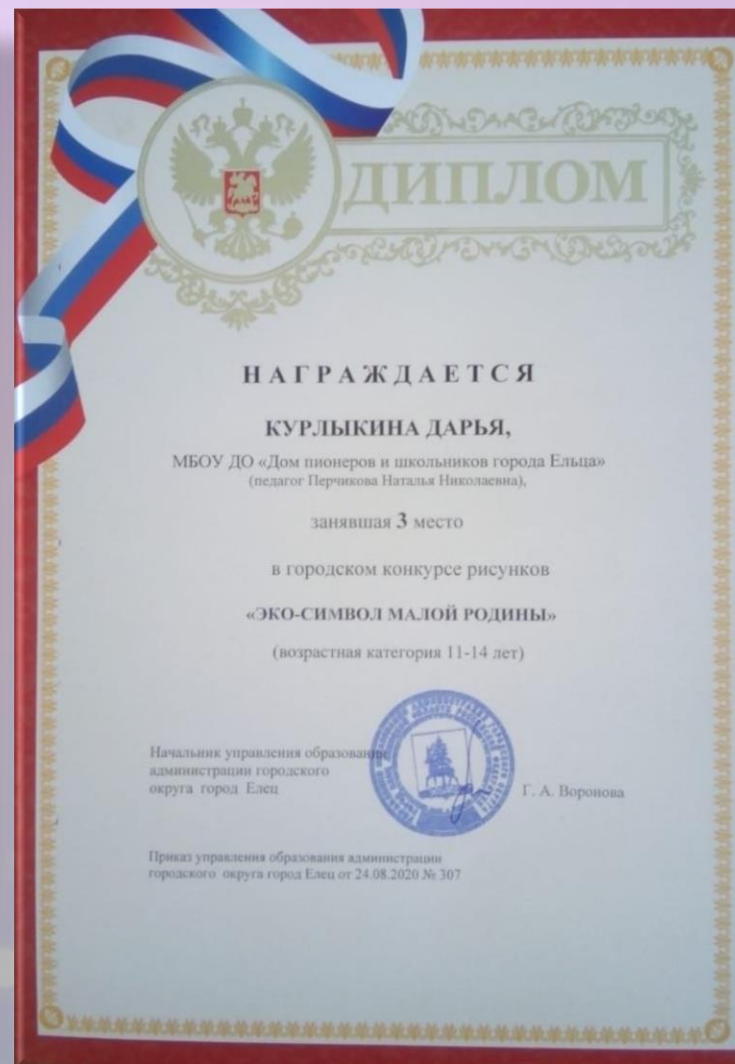 ДИПЛОМ
НАГРАЖДАЕТСЯ
КУРЛЫКИНА ДАРЬЯ,
МБОУ ДО «Дом пионеров и школьников города Ельца»
(педагог Перчикова Наталья Николаевна),
занявшая 3 место
в городском конкурсе рисунков
«ЭКО-СИМВОЛ МАЛОЙ РОДИНЫ»
(возрастная категория 11-14 лет)
Начальник управления образования
администрации городского
округа город Елец
Г. А. Воронова
Приказ управления образования администрации
городского округа город Елец от 24.08.2020 № 307